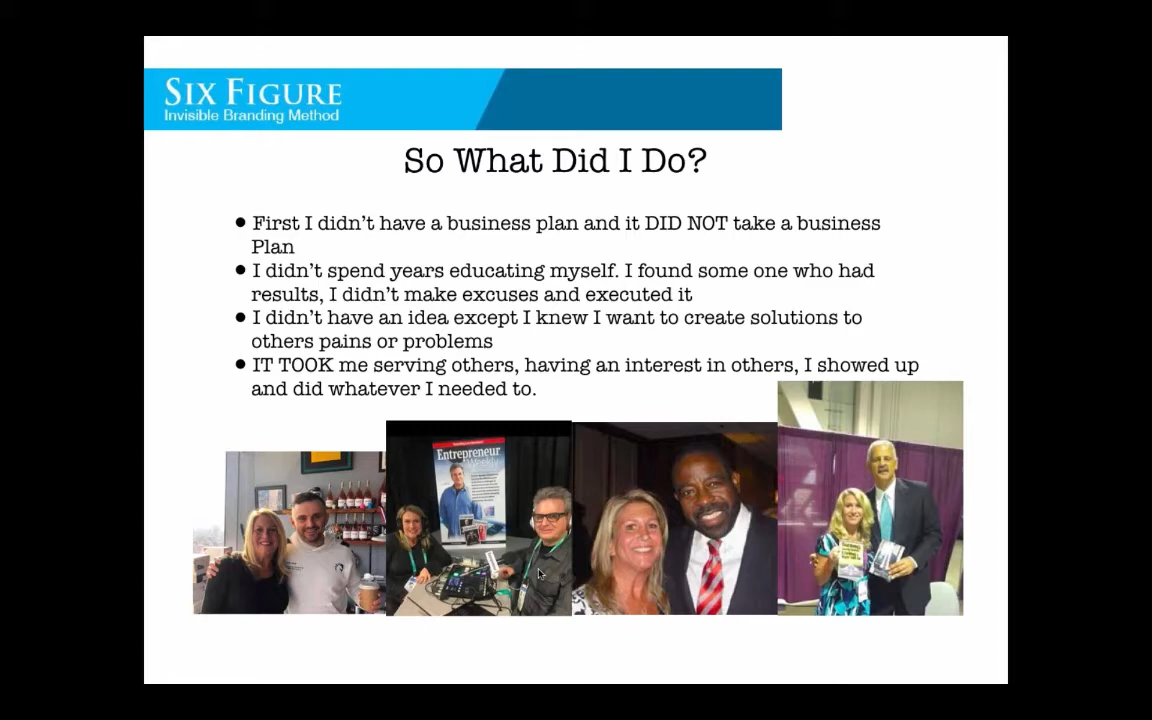 SIX FIGURE
Invisible Branding Method
So What Did I Do?
● First I didn't have a business plan and it DID NOT take a business
Plan
● I didn't spend years educating myself. I found some one who had
results, I didn't make excuses and executed it
● I didn't have an idea except I knew I want to create solutions to
others pains or problems
● IT TOOK me serving others, having an interest in others, I showed up
and did whatever I needed to.
Entrepreneur
Weekly